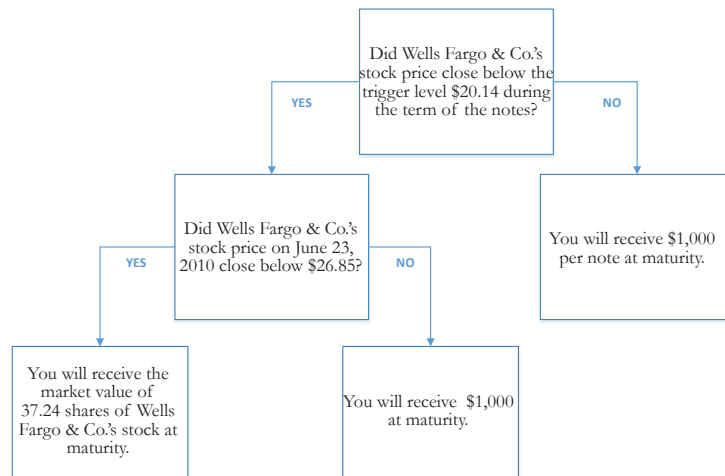 Did Wells Fargo & Co.'s
stock price close below the
trigger level $20.14 during
the term of the notes?
YES
NO
Did Wells Fargo & Co.'s
stock price on June 23,
2010 close below $26.85?
You will receive $1,000
per note at maturity.
YES
NO
You will receive the
market value of
37.24 shares of Wells
Fargo & Co.'s stock at
maturity.
You will receive $1,000
at maturity.